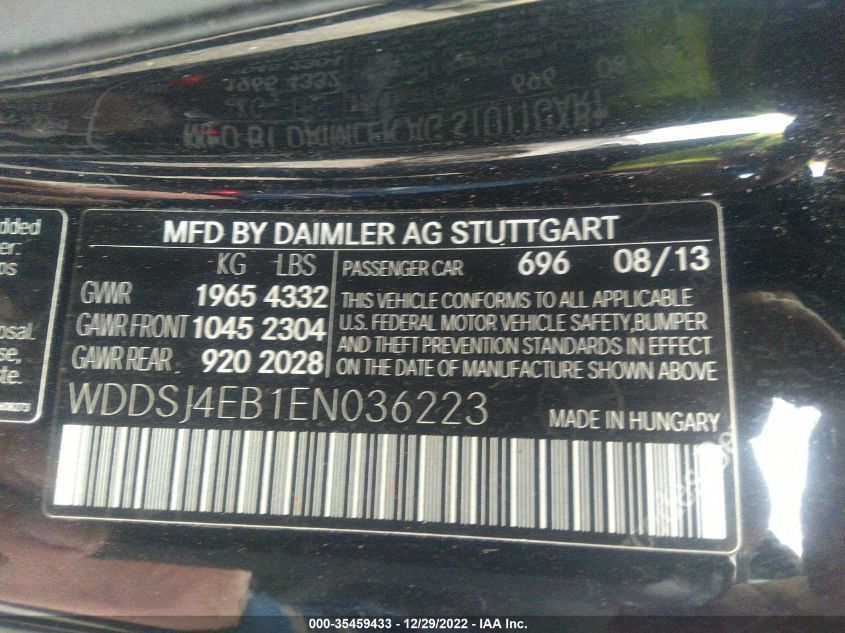 MFD BY DAIMLER AG STUTTGART
KG LBS
GVWR 1965 4332
GAWR FRONT 1045 2304
GAWR REAR 920 2028
PASSENGER CAR 696 08/13
THIS VEHICLE CONFORMS TO ALL APPLICABLE
U.S. FEDERAL MOTOR VEHICLE SAFETY,BUMPER
AND THEFT PREVENTION STANDARDS IN EFFECT
ON THE DATE OF MANUFACTURE SHOWN ABOVE
WDDSJ4EB1EN036223 MADE IN HUNGARY
000-35459433 - 12/29/2022 - IAA Inc.